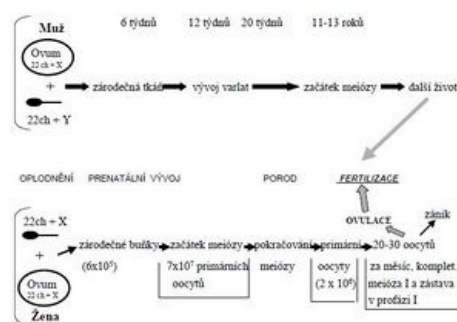 Muž
6 týdnů 12 týdnů 20 týdnů 11-13 roků
Ovum
22 ch + X
+
zárodečná tkáň vývoj varlat začátek meiózy další život
22ch + Y
OPLODNĚNÍ PRENATÁLNÍ VÝVOJ POROD FERTILIZACE
22ch + X
OVULACE
zánik
+
zárodečné buňky začátek meiózy pokračování primární 20-30 oocytů
(6x10⁵) 7x10⁷ primárních meiózy oocyty za měsíc, komplet.
Ovum
oocytů (2 x 10⁶) meióza I a zástava
22 ch + X
v profázi I
Žena